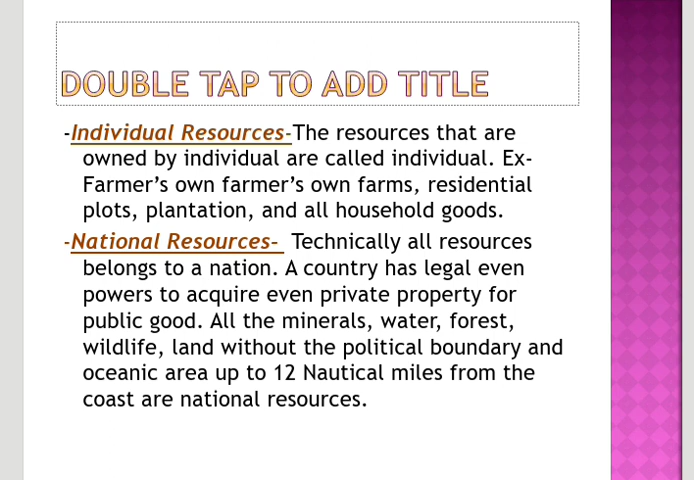 DOUBLE TAP TO ADD TITLE
-Individual Resources-The resources that are
owned by individual are called individual. Ex-
Farmer’s own farmer’s own farms, residential
plots, plantation, and all household goods.
-National Resources- Technically all resources
belongs to a nation. A country has legal even
powers to acquire even private property for
public good. All the minerals, water, forest,
wildlife, land without the political boundary and
oceanic area up to 12 Nautical miles from the
coast are national resources.